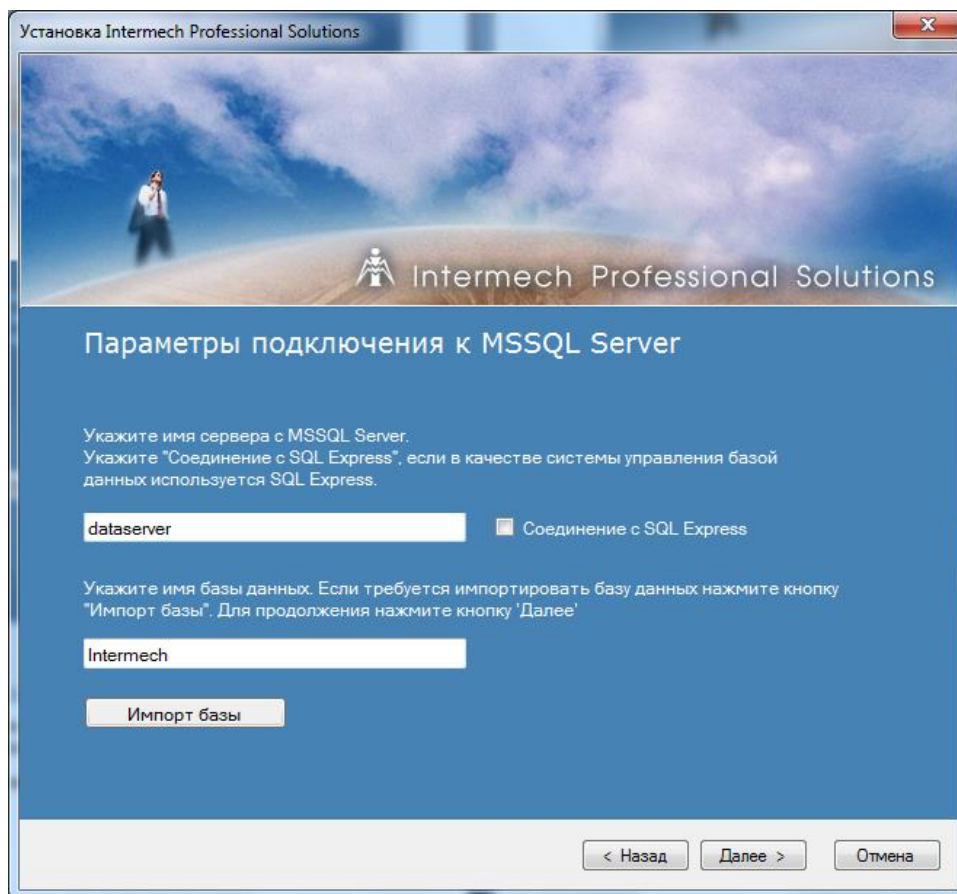 Установка Intermech Professional Solutions
Intermech Professional Solutions
Параметры подключения к MSSQL Server
Укажите имя сервера с MSSQL Server.
Укажите "Соединение с SQL Express", если в качестве системы управления базой
данных используется SQL Express.
dataserver
Соединение с SQL Express
Укажите имя базы данных. Если требуется импортировать базу данных нажмите кнопку
"Импорт базы". Для продолжения нажмите кнопку 'Далее'
Intermech
Импорт базы
< Назад Далее > Отмена